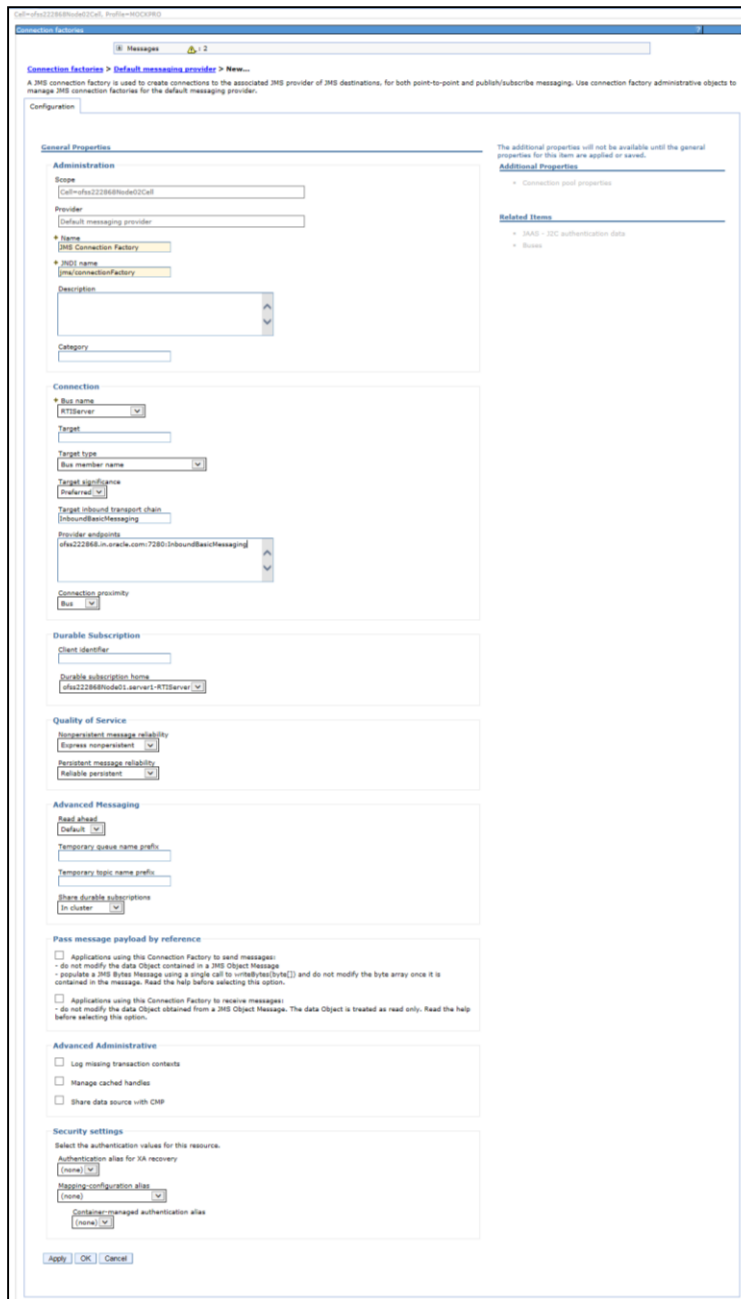 Cell=ofss222868Node02Cell, Profile=MOCKPRO
Connection factories ?
Messages : 2
Connection factories > Default messaging provider > New...
A JMS connection factory is used to create connections to the associated JMS provider of JMS destinations, for both point-to-point and publish/subscribe messaging. Use connection factory administrative objects to
manage JMS connection factories for the default messaging provider.
Configuration
General Properties
The additional properties will not be available until the general
properties for this item are applied or saved.
Administration
Additional Properties
Scope
Cell=ofss222868Node02Cell
Connection pool properties
Provider
Default messaging provider
Related Items
Name
JMS Connection Factory
JAAS - J2C authentication data
Buses
JNDI name
jms/connectionFactory
Description
Category
Connection
Bus name
RTIServer
Target
Target type
Bus member name
Target significance
Preferred
Target inbound transport chain
InboundBasicMessaging
Provider endpoints
ofss222868.in.oracle.com:7280:InboundBasicMessaging
Connection proximity
Bus
Durable Subscription
Client identifier
Durable subscription home
ofss222868Node01.server1-RTIServer
Quality of Service
Nonpersistent message reliability
Express nonpersistent
Persistent message reliability
Reliable persistent
Advanced Messaging
Read ahead
Default
Temporary queue name prefix
Temporary topic name prefix
Share durable subscriptions
In cluster
Pass message payload by reference
Applications using this Connection Factory to send messages:
- do not modify the data Object contained in a JMS Object Message
- populate a JMS Bytes Message using a single call to writeBytes(byte[]) and do not modify the byte array once it is
contained in the message. Read the help before selecting this option.
Applications using this Connection Factory to receive messages:
- do not modify the data Object obtained from a JMS Object Message. The data Object is treated as read only. Read the help
before selecting this option.
Advanced Administrative
Log missing transaction contexts
Manage cached handles
Share data source with CMP
Security settings
Select the authentication values for this resource.
Authentication alias for XA recovery
(none)
Mapping-configuration alias
(none)
Container-managed authentication alias
(none)
Apply OK Cancel